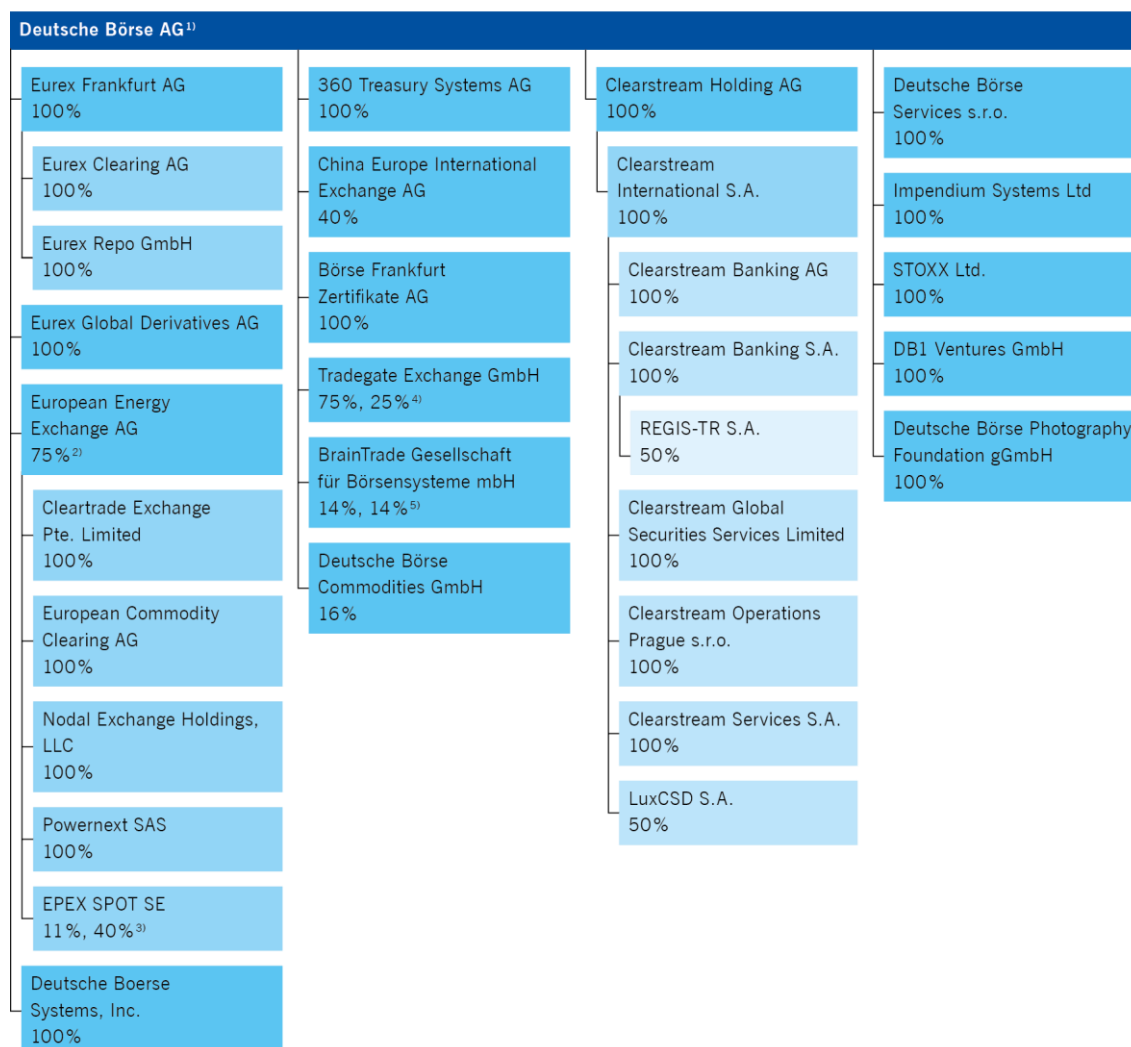 Deutsche Börse AG¹⁾
Eurex Frankfurt AG
100%
Eurex Clearing AG
100%
Eurex Repo GmbH
100%
Eurex Global Derivatives AG
100%
European Energy
Exchange AG
75%²⁾
Cleartrade Exchange
Pte. Limited
100%
European Commodity
Clearing AG
100%
Nodal Exchange Holdings,
LLC
100%
Powernext SAS
100%
EPEX SPOT SE
11%, 40%³⁾
Deutsche Boerse
Systems, Inc.
100%
360 Treasury Systems AG
100%
China Europe International
Exchange AG
40%
Börse Frankfurt
Zertifikate AG
100%
Tradegate Exchange GmbH
75%, 25%⁴⁾
BrainTrade Gesellschaft
für Börsensysteme mbH
14%, 14%⁵⁾
Deutsche Börse
Commodities GmbH
16%
Clearstream Holding AG
100%
Clearstream
International S.A.
100%
Clearstream Banking AG
100%
Clearstream Banking S.A.
100%
REGIS-TR S.A.
50%
Clearstream Global
Securities Services Limited
100%
Clearstream Operations
Prague s.r.o.
100%
Clearstream Services S.A.
100%
LuxCSD S.A.
50%
Deutsche Börse
Services s.r.o.
100%
Impendium Systems Ltd
100%
STOXX Ltd.
100%
DB1 Ventures GmbH
100%
Deutsche Börse Photography
Foundation gGmbH
100%